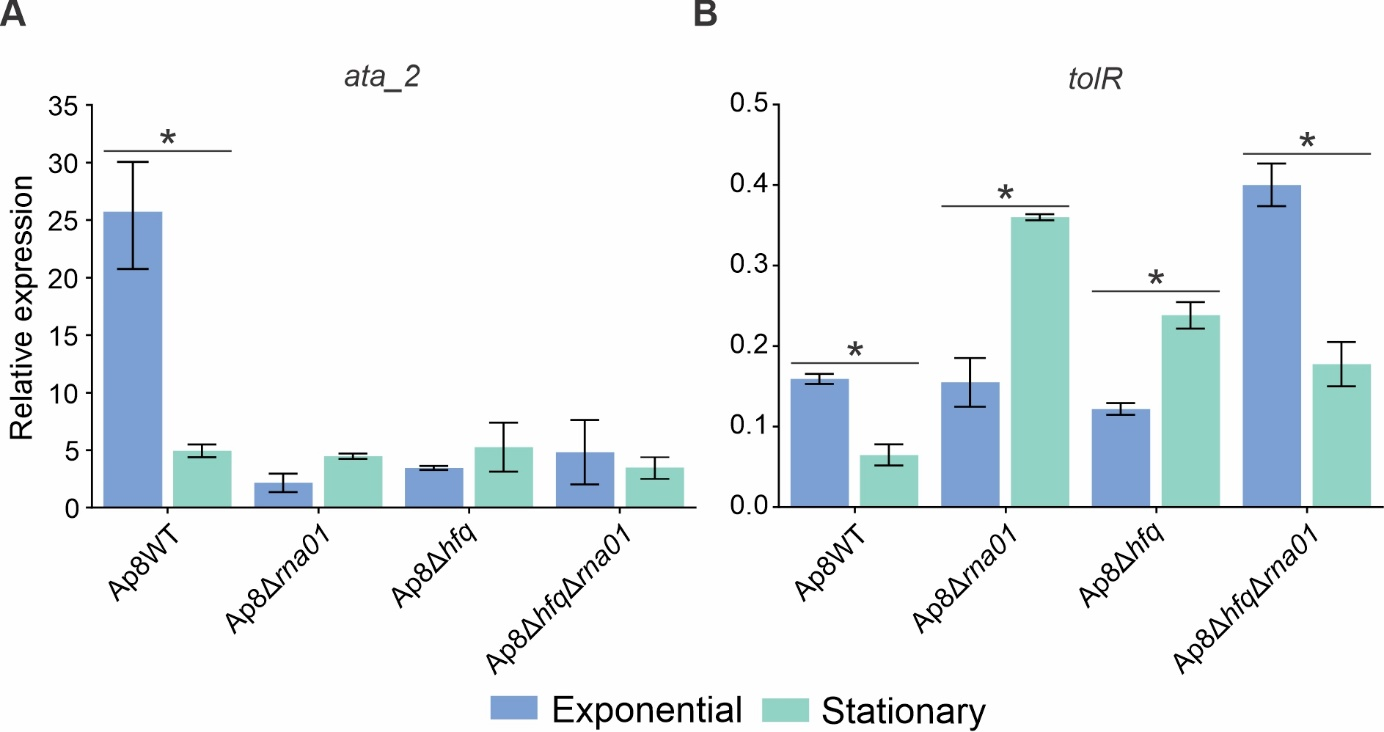 A
ata_2
Relative expression
35
30
25
20
15
10
5
0
*
Ap8WT
Ap8Δrna01
Ap8Δhfq
Ap8ΔhfqΔrna01
B
tolR
0.5
0.4
0.3
0.2
0.1
0.0
*
*
*
*
Ap8WT
Ap8Δrna01
Ap8Δhfq
Ap8ΔhfqΔrna01
Exponential Stationary